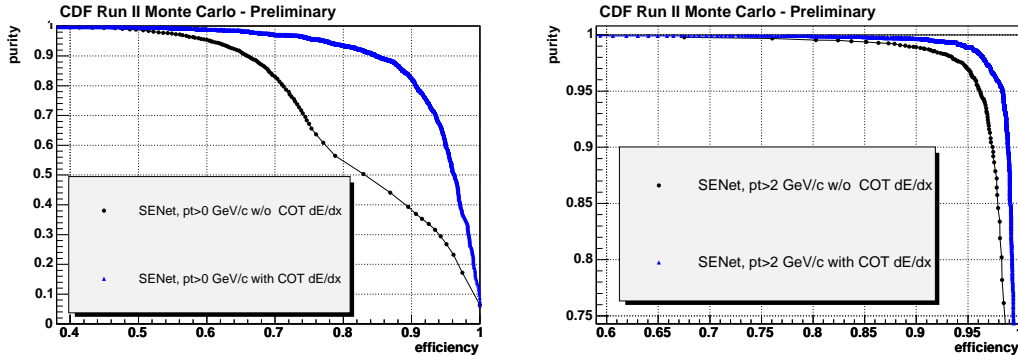 CDF Run II Monte Carlo - Preliminary
purity
1
0.9
0.8
0.7
0.6
0.5
0.4
0.3
0.2
0.1
0
SENet, pt>0 GeV/c w/o COT dE/dx
SENet, pt>0 GeV/c with COT dE/dx
0.4 0.5 0.6 0.7 0.8 0.9 1
efficiency
CDF Run II Monte Carlo - Preliminary
purity
1
0.95
0.9
0.85
0.8
0.75
SENet, pt>2 GeV/c w/o COT dE/dx
SENet, pt>2 GeV/c with COT dE/dx
0.6 0.65 0.7 0.75 0.8 0.85 0.9 0.95 1
efficiency